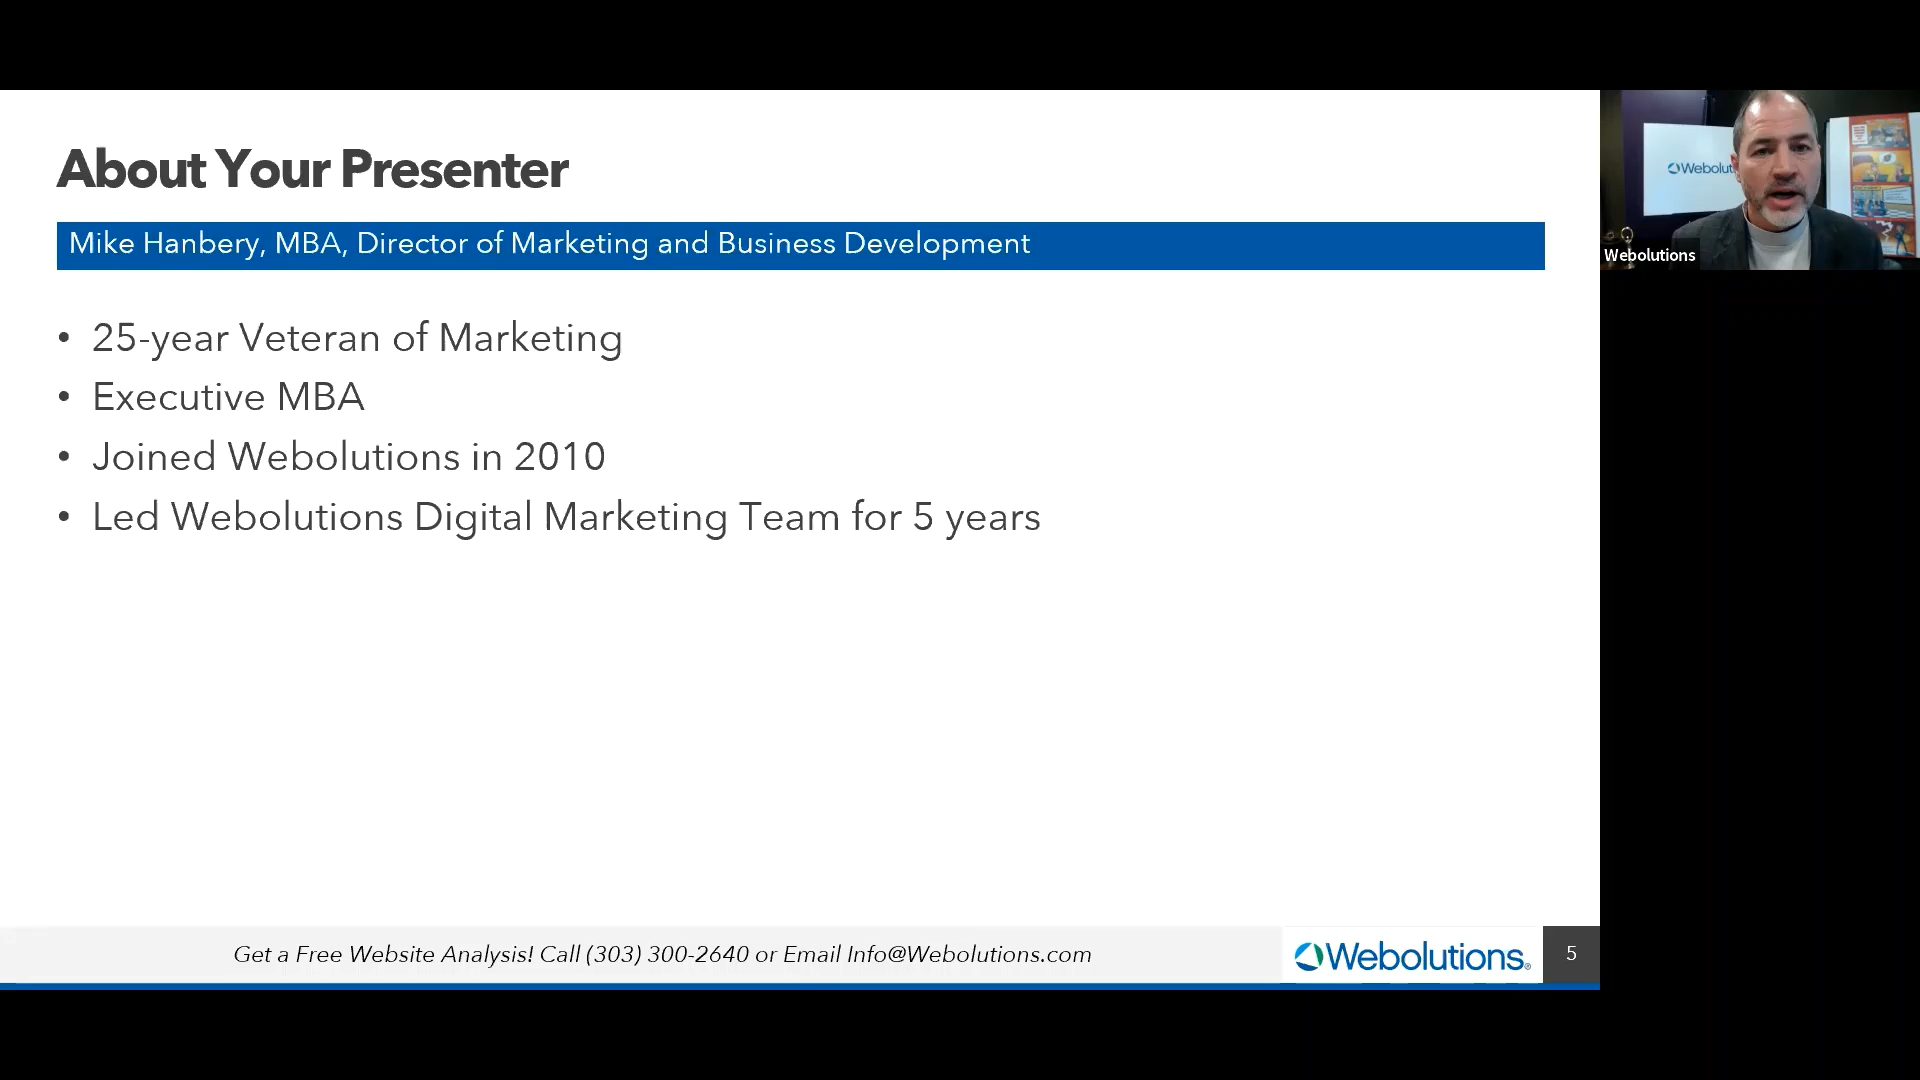 About Your Presenter
Mike Hanbery, MBA, Director of Marketing and Business Development
• 25-year Veteran of Marketing
• Executive MBA
• Joined Webolutions in 2010
• Led Webolutions Digital Marketing Team for 5 years
Get a Free Website Analysis! Call (303) 300-2640 or Email Info@Webolutions.com
Webolutions®
5
Webolut
Webolutions